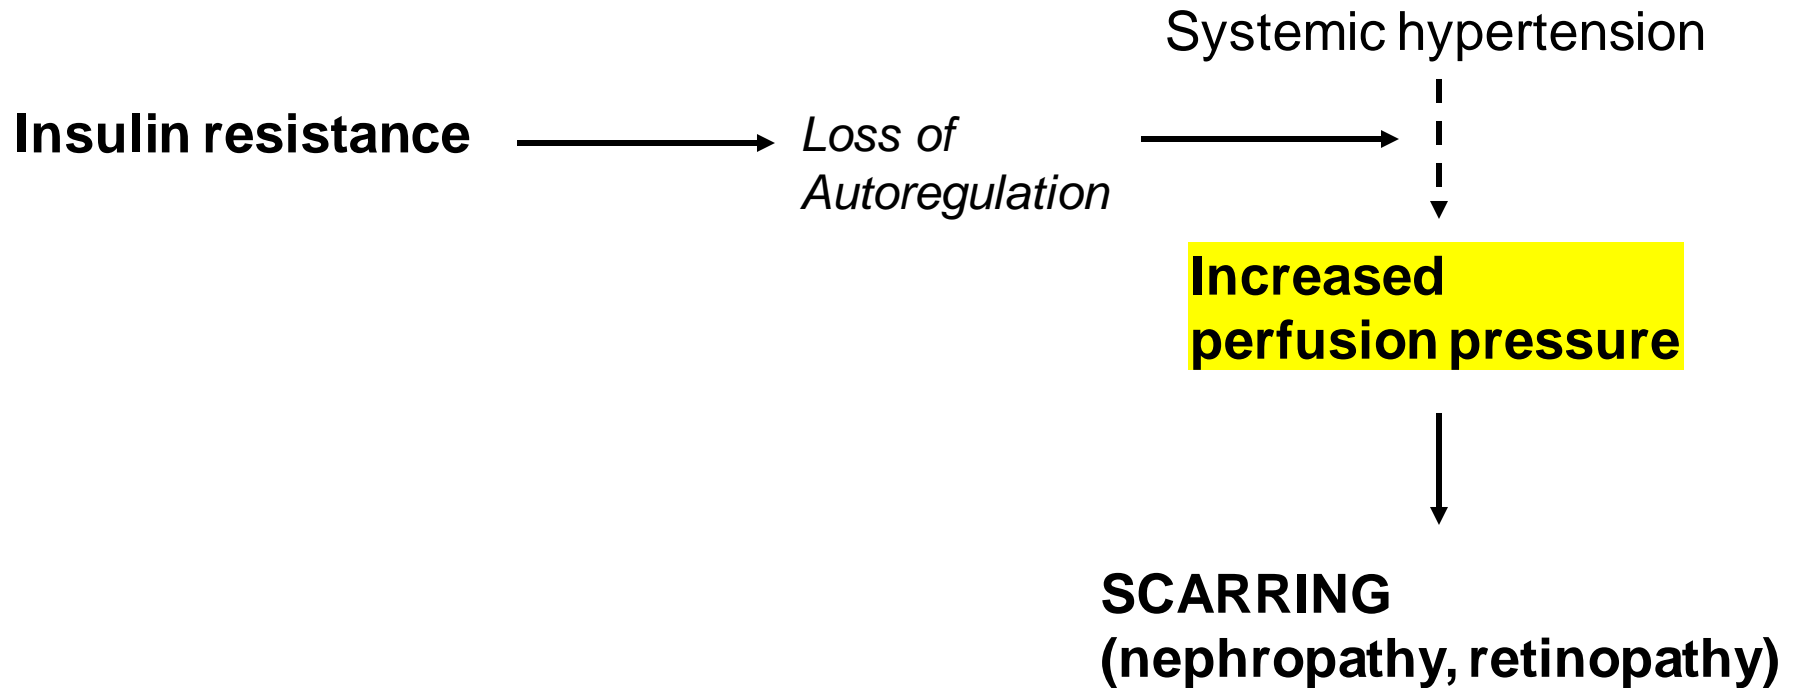 Systemic hypertension
Insulin resistance
Loss of
Autoregulation
Increased
perfusion pressure
SCARRING
(nephropathy, retinopathy)